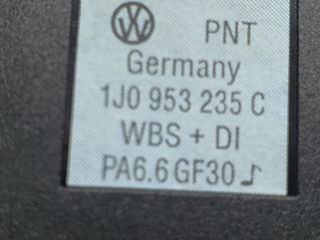 PNT
Germany
1J0 953 235 C
WBS + DI
PA6.6 GF30